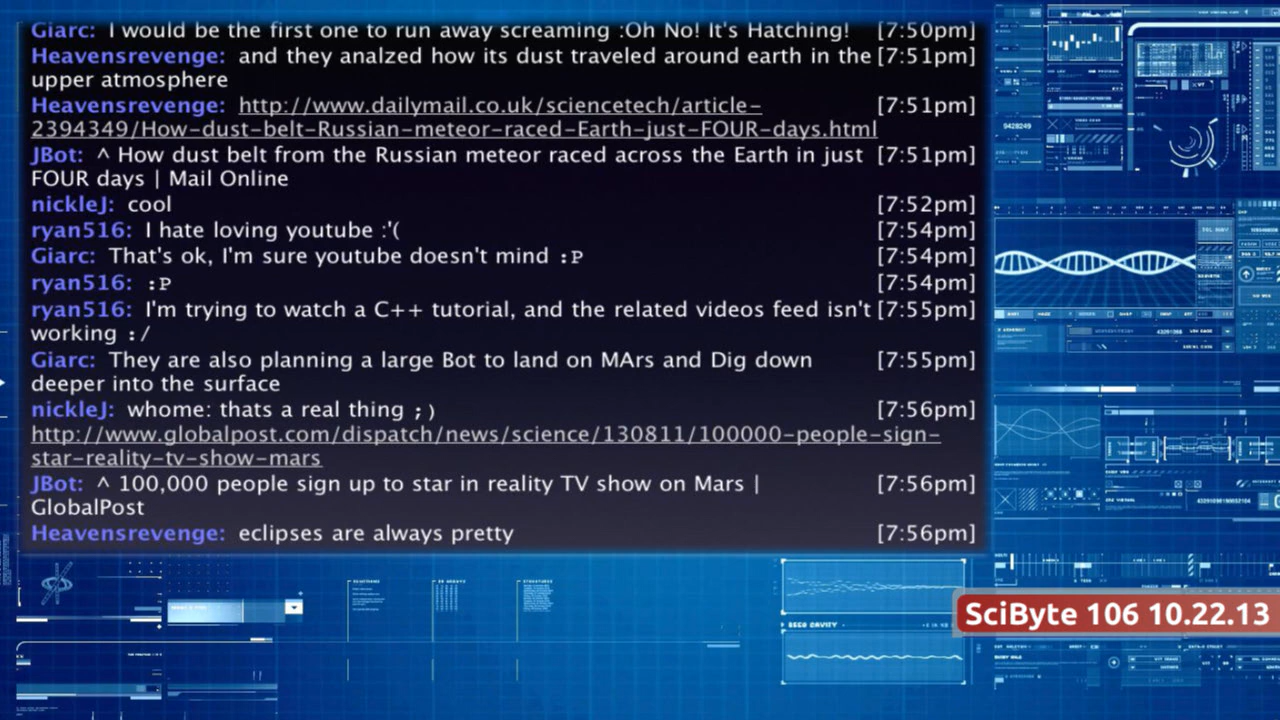 Giarc: I would be the first one to run away screaming :Oh No! It's Hatching! [7:50pm]
Heavensrevenge: and they analzed how its dust traveled around earth in the [7:51pm]
upper atmosphere
Heavensrevenge: http://www.dailymail.co.uk/sciencetech/article- [7:51pm]
2394349/How-dust-belt-Russian-meteor-raced-Earth-just-FOUR-days.html
JBot: ^ How dust belt from the Russian meteor raced across the Earth in just [7:51pm]
FOUR days | Mail Online
nickleJ: cool [7:52pm]
ryan516: I hate loving youtube :'( [7:54pm]
Giarc: That's ok, I'm sure youtube doesn't mind :P [7:54pm]
ryan516: :P [7:54pm]
ryan516: I'm trying to watch a C++ tutorial, and the related videos feed isn't [7:55pm]
working :/
Giarc: They are also planning a large Bot to land on MArs and Dig down [7:55pm]
deeper into the surface
nickleJ: whome: thats a real thing ;) [7:56pm]
http://www.globalpost.com/dispatch/news/science/130811/100000-people-sign-
star-reality-tv-show-mars
JBot: ^ 100,000 people sign up to star in reality TV show on Mars | [7:56pm]
GlobalPost
Heavensrevenge: eclipses are always pretty [7:56pm]
9428249
SciByte 106 10.22.13